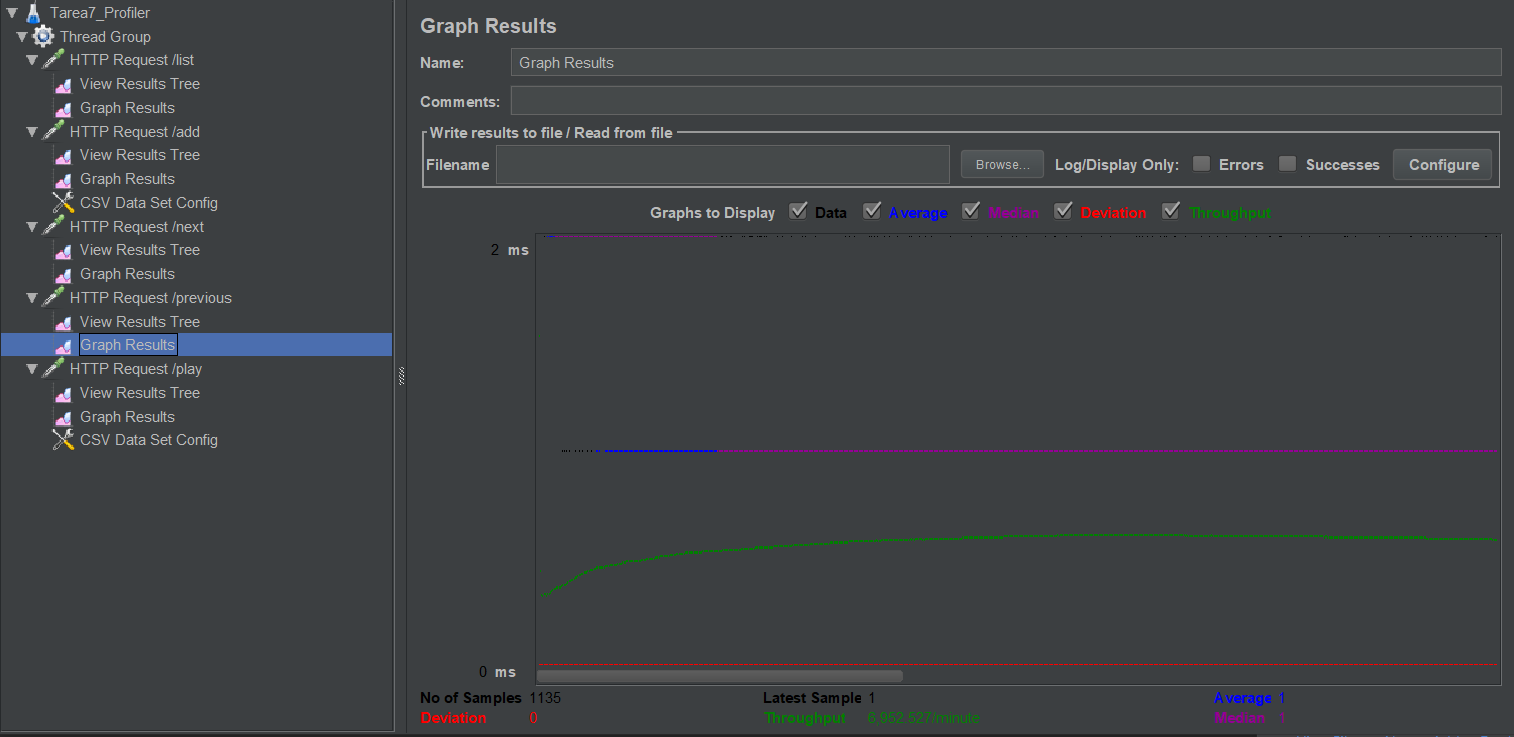 Tarea7_Profiler
Thread Group
HTTP Request /list
View Results Tree
Graph Results
HTTP Request /add
View Results Tree
Graph Results
CSV Data Set Config
HTTP Request /next
View Results Tree
Graph Results
HTTP Request /previous
View Results Tree
Graph Results
HTTP Request /play
View Results Tree
Graph Results
CSV Data Set Config
Graph Results
Name: Graph Results
Comments:
Write results to file / Read from file
Filename Browse... Log/Display Only: Errors Successes Configure
Graphs to Display Data Average Median Deviation Throughput
2 ms
0 ms
No of Samples 1135 Latest Sample 1 Average 1
Deviation 0 Throughput 6,952.527/minute Median 1